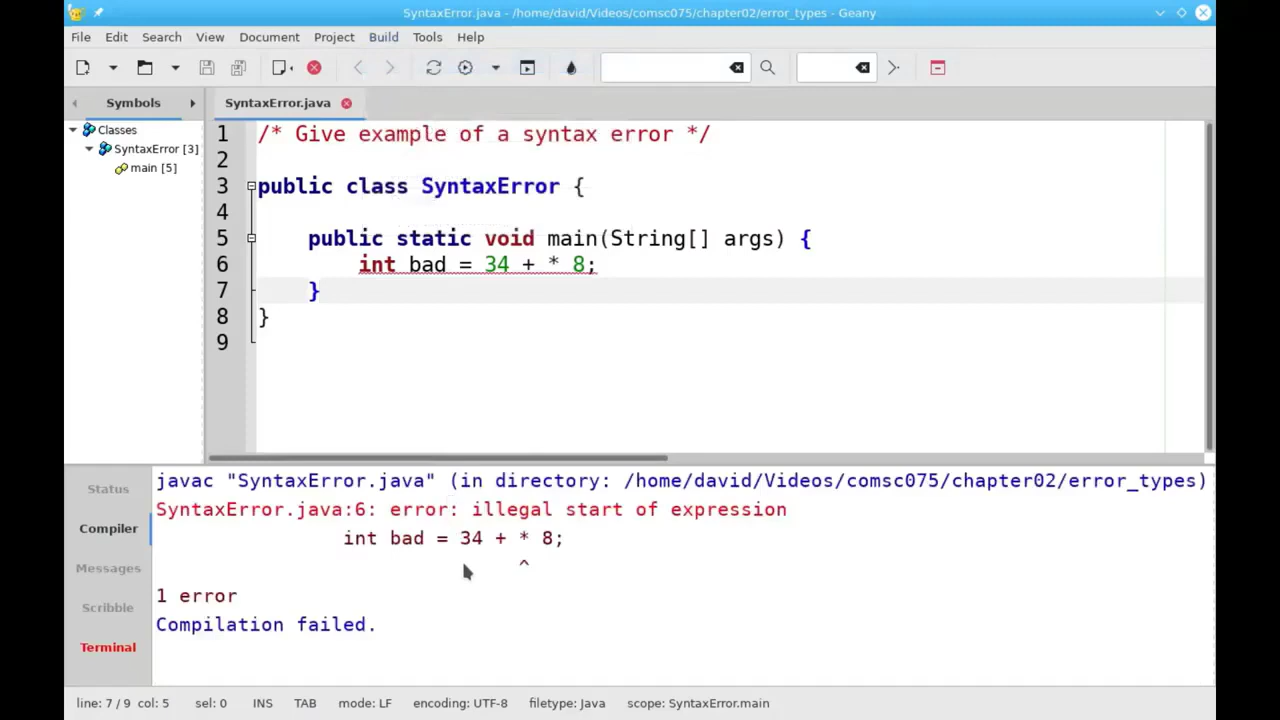 SyntaxError.java - /home/david/Videos/comsc075/chapter02/error_types - Geany
File Edit Search View Document Project Build Tools Help
Symbols
SyntaxError.java
Classes
SyntaxError [3]
main [5]
1 /* Give example of a syntax error */
2
3 public class SyntaxError {
4
5 public static void main(String[] args) {
6 int bad = 34 + * 8;
7 }
8 }
9
Status
Compiler
Messages
Scribble
Terminal
javac "SyntaxError.java" (in directory: /home/david/Videos/comsc075/chapter02/error_types)
SyntaxError.java:6: error: illegal start of expression
int bad = 34 + * 8;
^
1 error
Compilation failed.
line: 7 / 9 col: 5 sel: 0 INS TAB mode: LF encoding: UTF-8 filetype: Java scope: SyntaxError.main